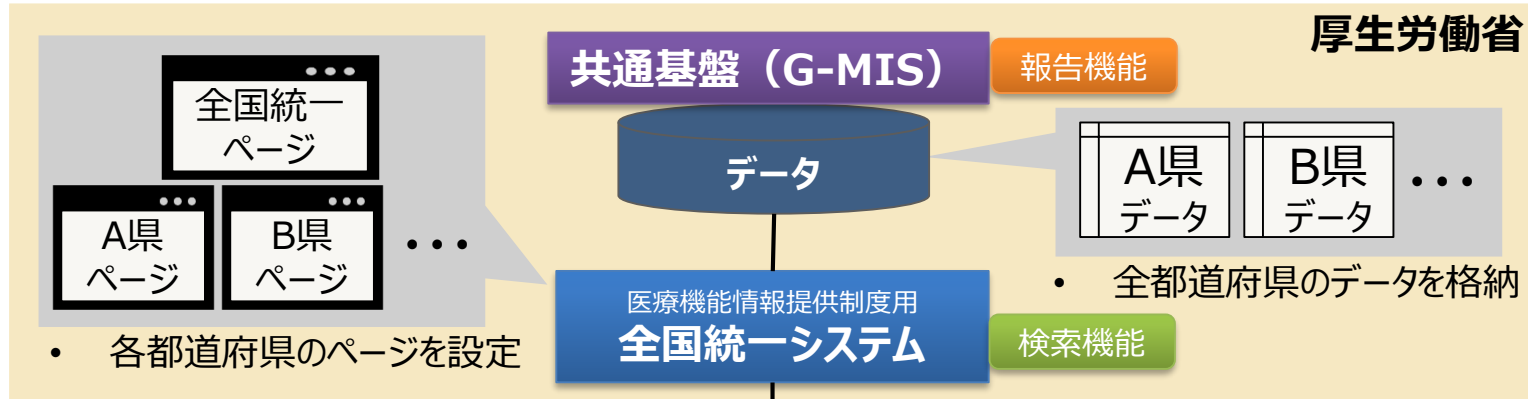 厚生労働省
共通基盤（G-MIS）
報告機能
データ
全国統一
ページ
A県
ページ
B県
ページ
･･･
• 各都道府県のページを設定
A県
データ
B県
データ
･･･
• 全都道府県のデータを格納
医療機能情報提供制度用
全国統一システム
検索機能